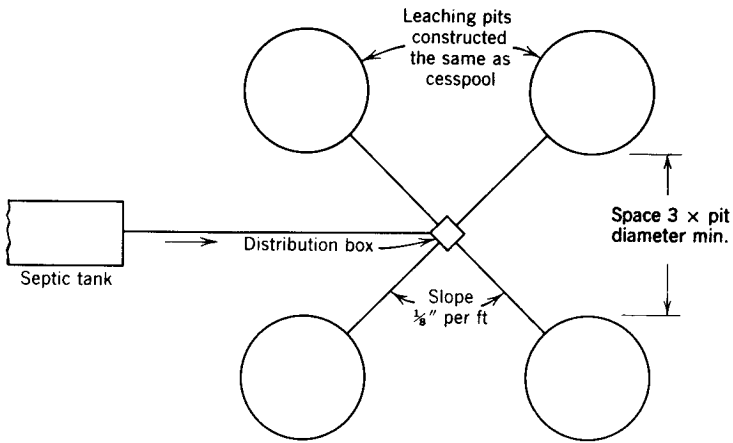 Leaching pits
constructed
the same as
cesspool
Space 3 × pit
diameter min.
Distribution box
Septic tank
Slope
⅛" per ft